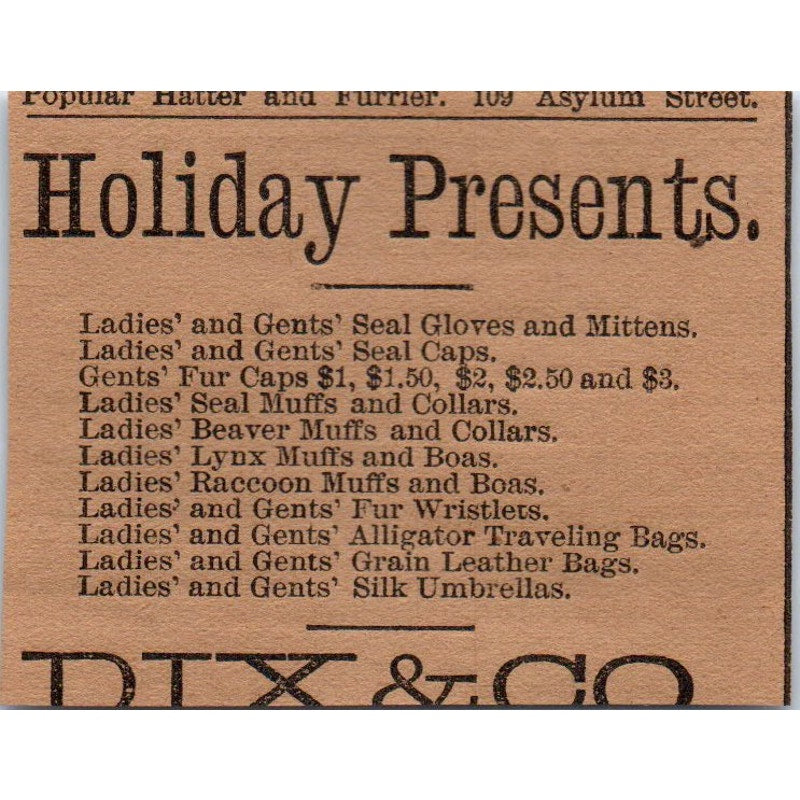 Popular Hatter and Furrier. 109 Asylum Street.
Holiday Presents.
Ladies' and Gents' Seal Gloves and Mittens.
Ladies' and Gents' Seal Caps.
Gents' Fur Caps $1, $1.50, $2, $2.50 and $3.
Ladies' Seal Muffs and Collars.
Ladies' Beaver Muffs and Collars.
Ladies' Lynx Muffs and Boas.
Ladies' Raccoon Muffs and Boas.
Ladies' and Gents' Fur Wristlets.
Ladies' and Gents' Alligator Traveling Bags.
Ladies' and Gents' Grain Leather Bags.
Ladies' and Gents' Silk Umbrellas.
DIX & CO.